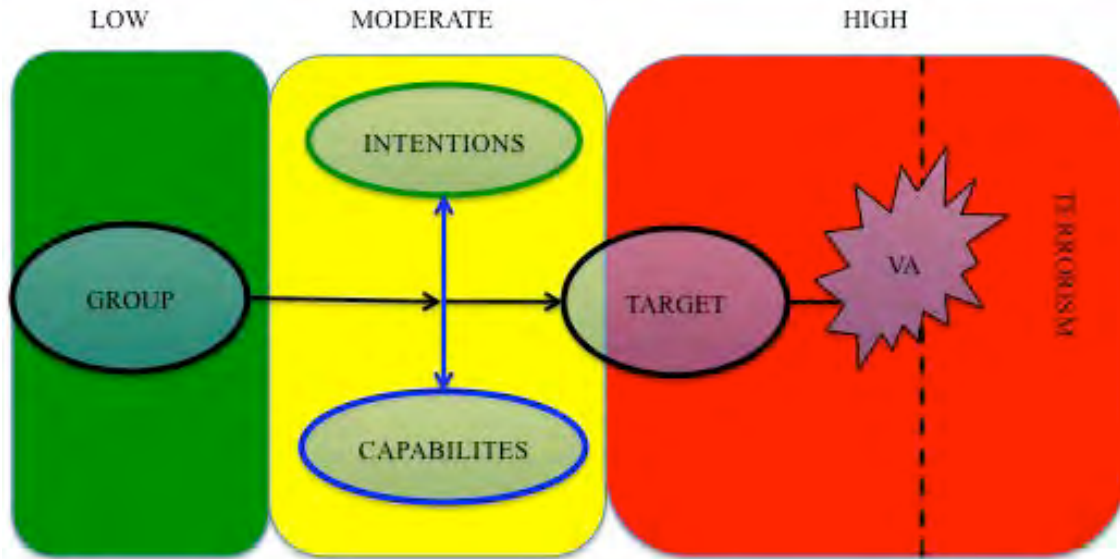 LOW
MODERATE
HIGH
INTENTIONS
GROUP
TARGET
VA
TERRORISM
CAPABILITES